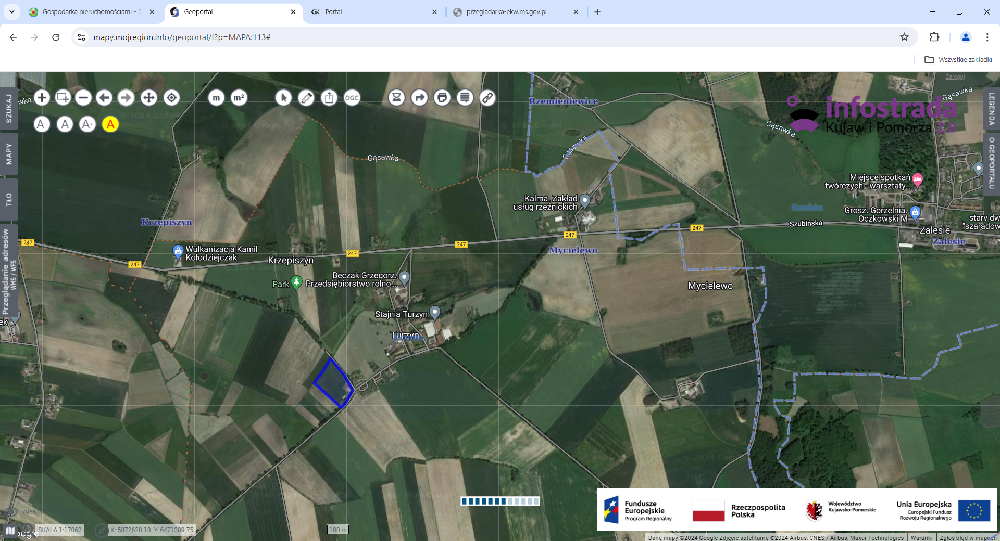 Gospodarka nieruchomościami - D
Geoportal
GK
Portal
przegladarka-ekw.ms.gov.pl
mapy.mojregion.info/geoportal/f?p=MAPA:113#
Wszystkie zakładki
SZUKAJ
MAPY
TŁO
Przeglądanie adresów
WMS / WFS
m
m²
OGC
A-
A
A+
A
Zaloguj
LEGENDA
O GEOPORTALU
infostrada
Kujaw i Pomorza 2.0
Rzemieniewice
Gąsawka
Gąsawka
Gąsawka
Gąsawka
Miejsce spotkań
twórczych - warsztaty...
Kalma. Zakład
usług rzeźnickich
Szubin
Grosz. Gorzelnia.
Oczkowski M
stary dw
"szaradow
Krzepiszyn
Szubińska
Zalesie
Zalesie
247
247
247
247
247
247
Wulkanizacja Kamil
Kołodziejczak
Krzepiszyn
Mycielewo
Park
Beczak Grzegorz.
Przedsiębiorstwo rolno...
Mycielewo
Stajnia Turzyn
Turzyn
ek
SKALA 1:17062
X: 5872620.18 Y: 6471389.75
100 m
Fundusze
Europejskie
Program Regionalny
Rzeczpospolita
Polska
Województwo
Kujawsko-Pomorskie
Unia Europejska
Europejski Fundusz
Rozwoju Regionalnego
Dane mapy ©2024 Google Zdjęcie satelitarne ©2024 Airbus, CNES / Airbus, Maxar Technologies
Warunki
Zgłoś błąd w mapach